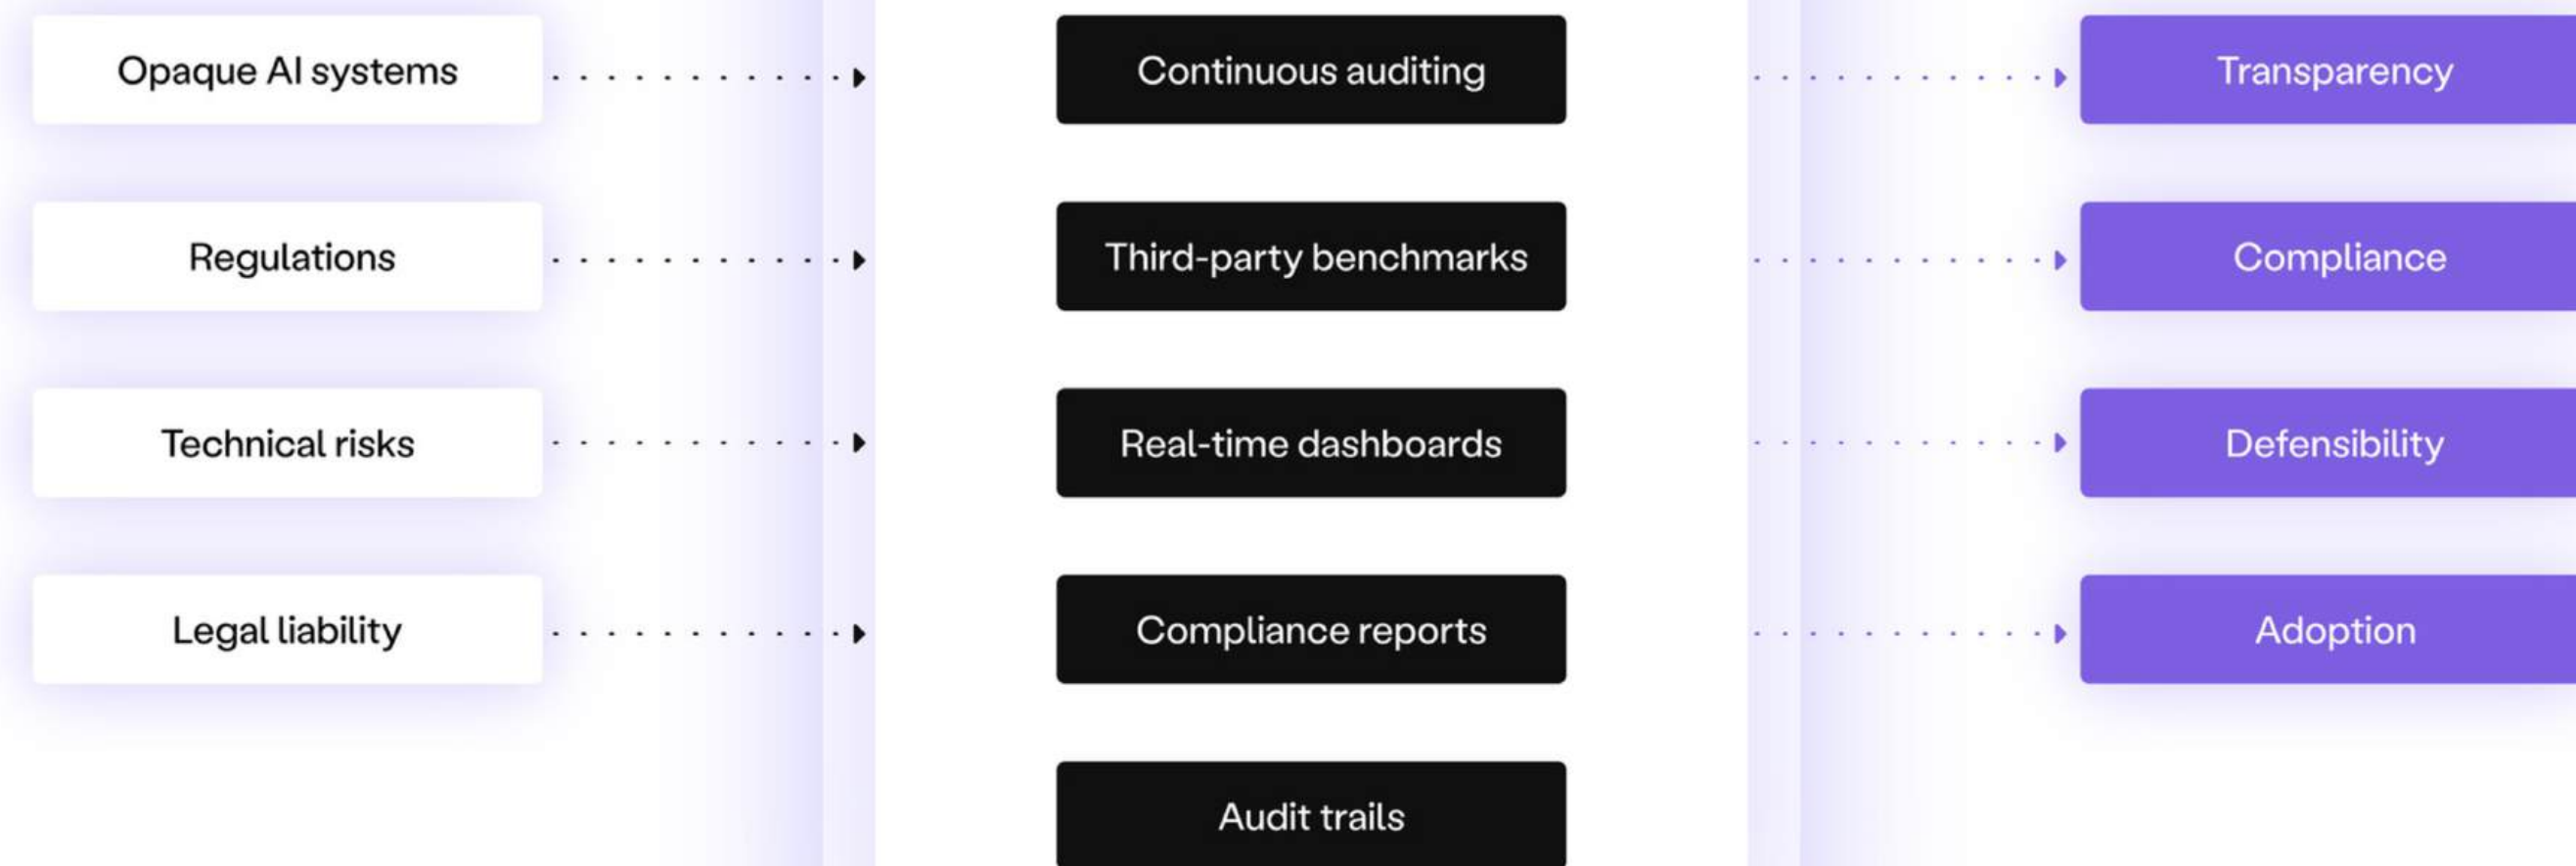 Opaque AI systems
Continuous auditing
Transparency
Regulations
Third-party benchmarks
Compliance
Technical risks
Real-time dashboards
Defensibility
Legal liability
Compliance reports
Adoption
Audit trails